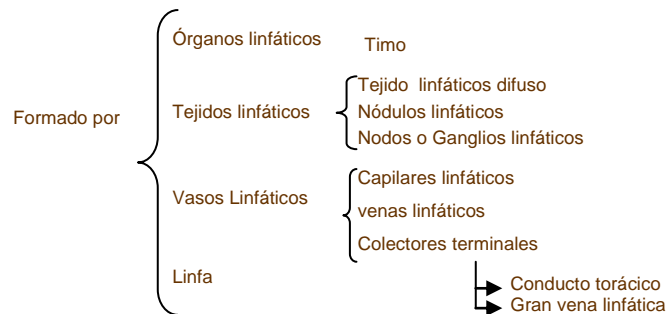 Órganos linfáticos Timo
Tejido linfáticos difuso
Formado por Tejidos linfáticos Nódulos linfáticos
Nodos o Ganglios linfáticos
Capilares linfáticos
Vasos Linfáticos venas linfáticos
Colectores terminales
Linfa Conducto torácico
Gran vena linfática